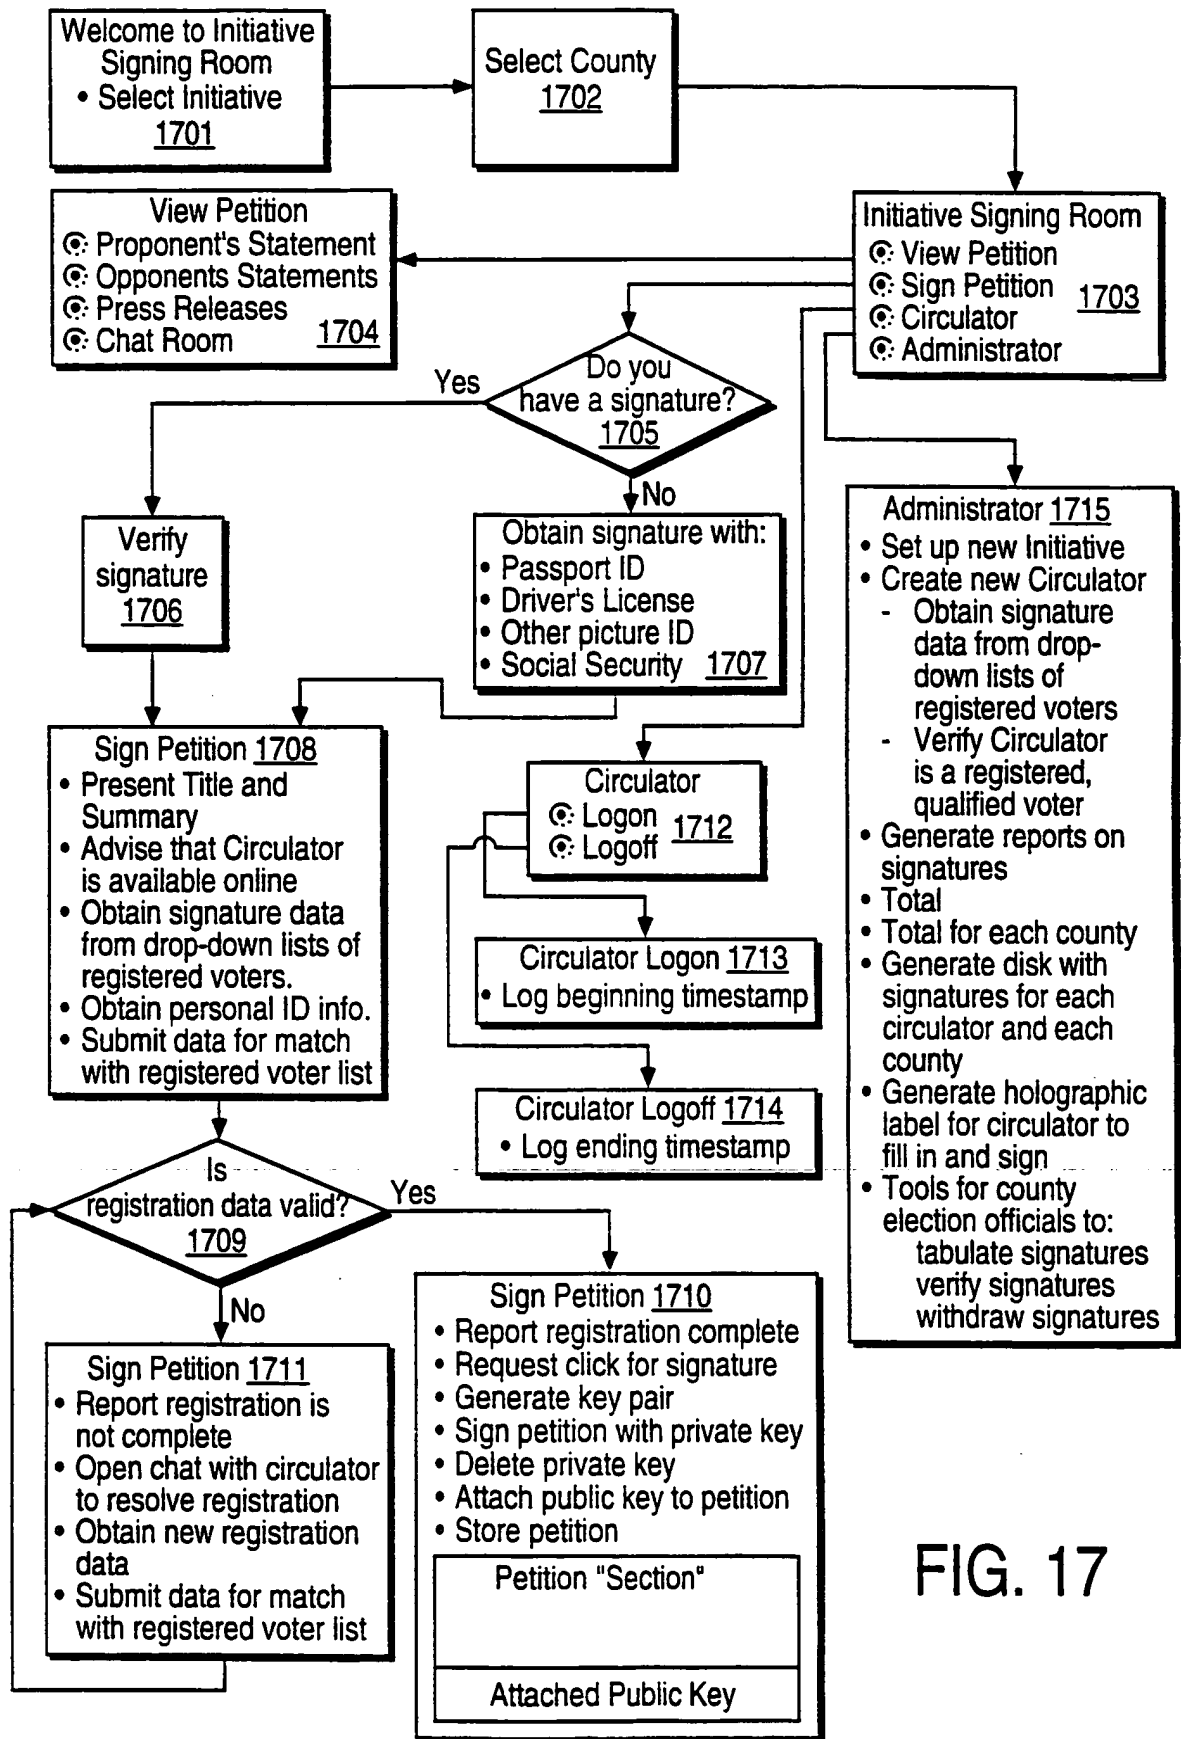 Welcome to Initiative
Signing Room
• Select Initiative
1701
Select County
1702
View Petition
Proponent's Statement
Opponents Statements
Press Releases
Chat Room
1704
Initiative Signing Room
View Petition
Sign Petition
Circulator
Administrator
1703
Do you
have a signature?
1705
Yes
No
Verify
signature
1706
Obtain signature with:
• Passport ID
• Driver's License
• Other picture ID
• Social Security 1707
Administrator 1715
• Set up new Initiative
• Create new Circulator
- Obtain signature
data from drop-
down lists of
registered voters
- Verify Circulator
is a registered,
qualified voter
• Generate reports on
signatures
• Total
• Total for each county
• Generate disk with
signatures for each
circulator and each
county
• Generate holographic
label for circulator to
fill in and sign
• Tools for county
election officials to:
tabulate signatures
verify signatures
withdraw signatures
Sign Petition 1708
• Present Title and
Summary
• Advise that Circulator
is available online
• Obtain signature data
from drop-down lists of
registered voters.
• Obtain personal ID info.
• Submit data for match
with registered voter list
Circulator
Logon
Logoff
1712
Circulator Logon 1713
• Log beginning timestamp
Circulator Logoff 1714
• Log ending timestamp
Is
registration data valid?
1709
Yes
No
Sign Petition 1711
• Report registration is
not complete
• Open chat with circulator
to resolve registration
• Obtain new registration
data
• Submit data for match
with registered voter list
Sign Petition 1710
• Report registration complete
• Request click for signature
• Generate key pair
• Sign petition with private key
• Delete private key
• Attach public key to petition
• Store petition
Petition "Section"
Attached Public Key
FIG. 17